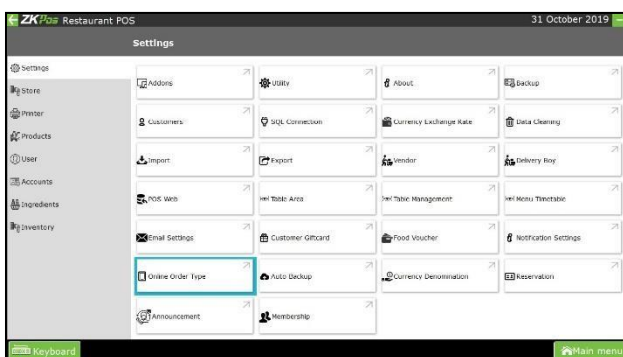 ZKPos Restaurant POS
31 October 2019
Settings
Settings
Store
Printer
Products
User
Accounts
Ingredients
Inventory
Addons
Utility
About
Backup
Customers
SQL Connection
Currency Exchange Rate
Data Cleaning
Import
Export
Vendor
Delivery Boy
POS Web
Table Area
Table Management
Menu Timetable
Email Settings
Customer Giftcard
Food Voucher
Notification Settings
Online Order Type
Auto Backup
Currency Denomination
Reservation
Announcement
Membership
Keyboard
Main menu